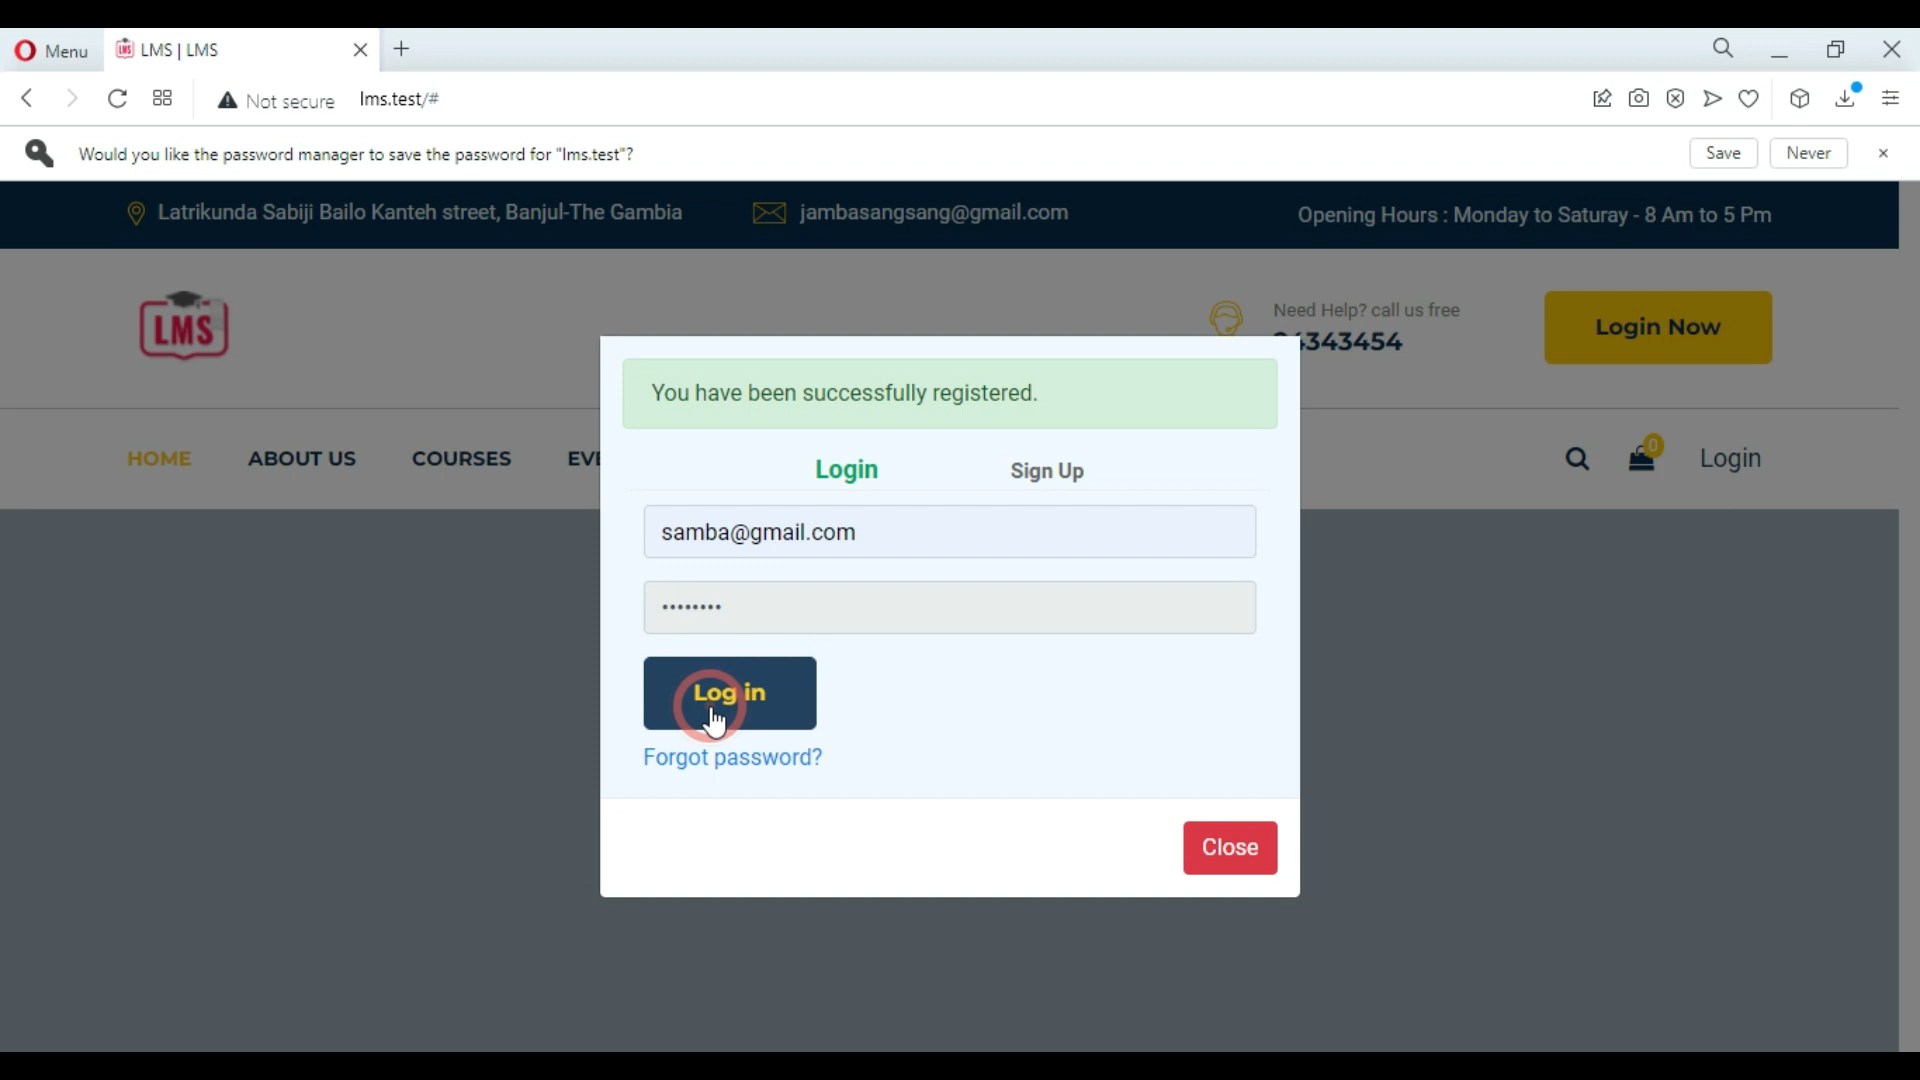 Menu
LMS | LMS
Not secure
lms.test/#
Would you like the password manager to save the password for "lms.test"?
Save
Never
Latrikunda Sabiji Bailo Kanteh street, Banjul-The Gambia
jambasangsang@gmail.com
Opening Hours : Monday to Saturay - 8 Am to 5 Pm
LMS
Need Help? call us free
4343454
Login Now
HOME
ABOUT US
COURSES
0
Login
You have been successfully registered.
Login
Sign Up
samba@gmail.com
Log in
Forgot password?
Close